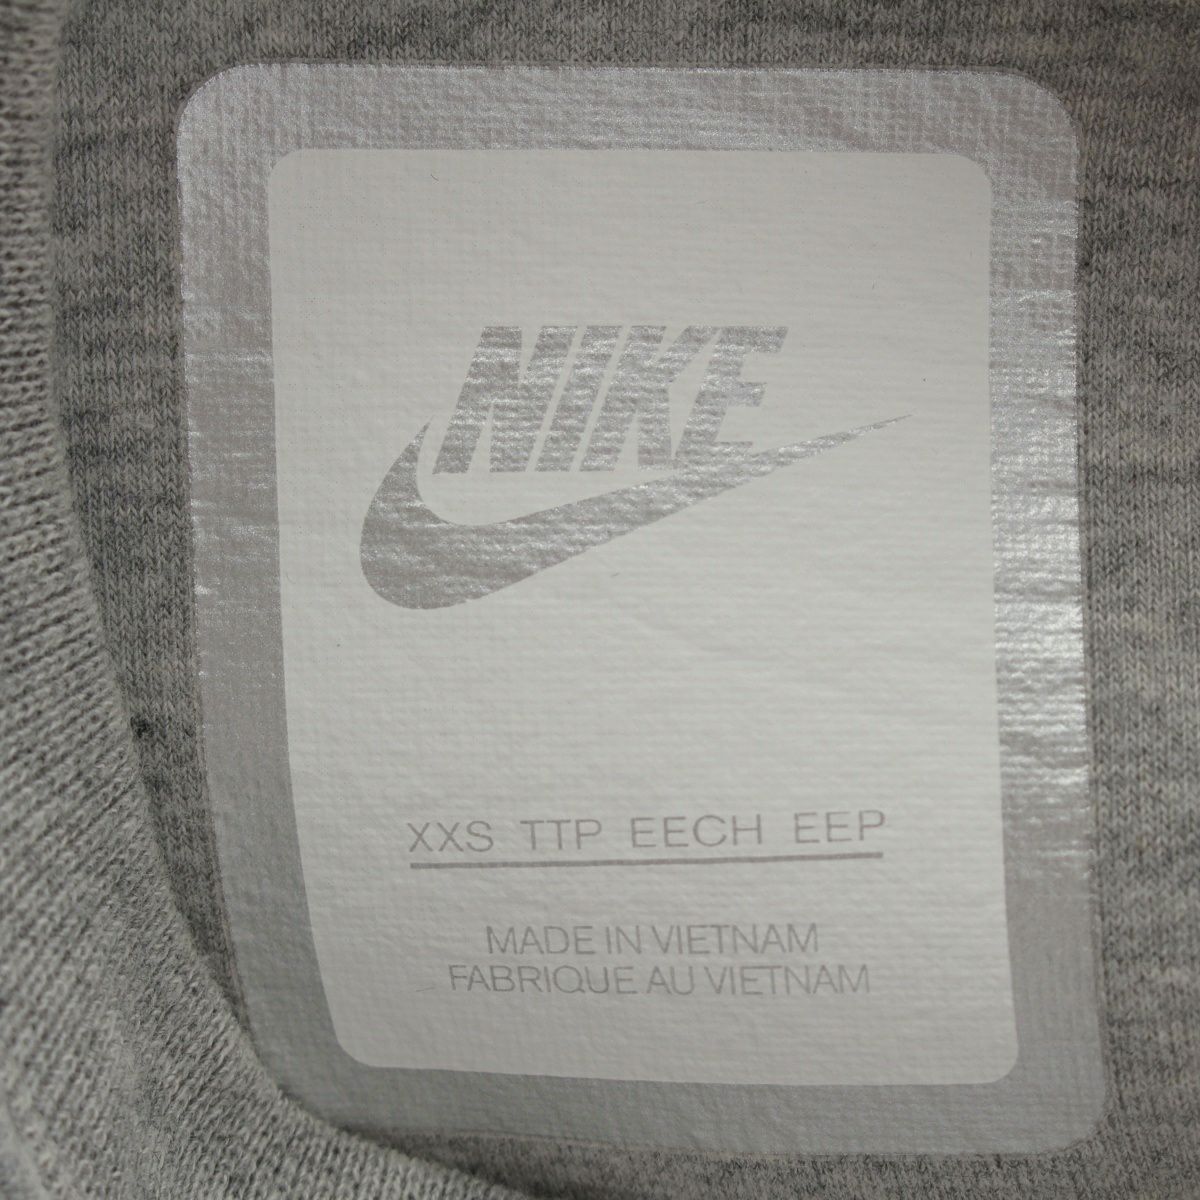 NIKE
XXS TTP EECH EEP
MADE IN VIETNAM
FABRIQUE AU VIETNAM